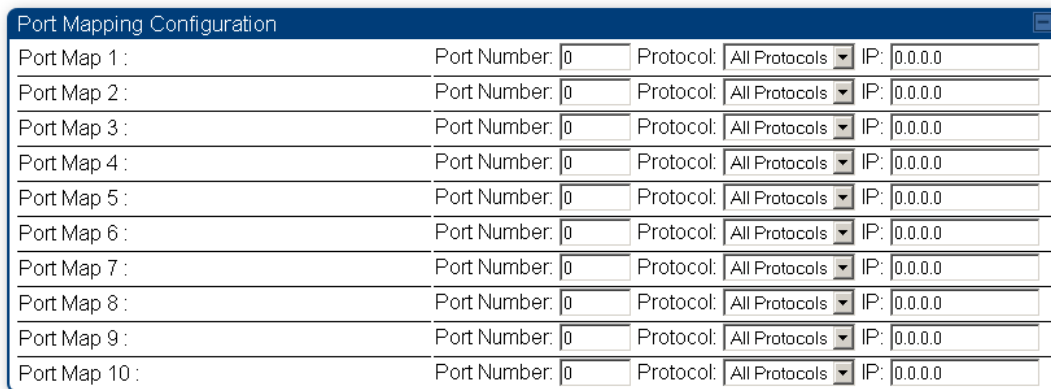 Port Mapping Configuration
Port Map 1 : Port Number: 0 Protocol: All Protocols IP: 0.0.0.0
Port Map 2 : Port Number: 0 Protocol: All Protocols IP: 0.0.0.0
Port Map 3 : Port Number: 0 Protocol: All Protocols IP: 0.0.0.0
Port Map 4 : Port Number: 0 Protocol: All Protocols IP: 0.0.0.0
Port Map 5 : Port Number: 0 Protocol: All Protocols IP: 0.0.0.0
Port Map 6 : Port Number: 0 Protocol: All Protocols IP: 0.0.0.0
Port Map 7 : Port Number: 0 Protocol: All Protocols IP: 0.0.0.0
Port Map 8 : Port Number: 0 Protocol: All Protocols IP: 0.0.0.0
Port Map 9 : Port Number: 0 Protocol: All Protocols IP: 0.0.0.0
Port Map 10 : Port Number: 0 Protocol: All Protocols IP: 0.0.0.0